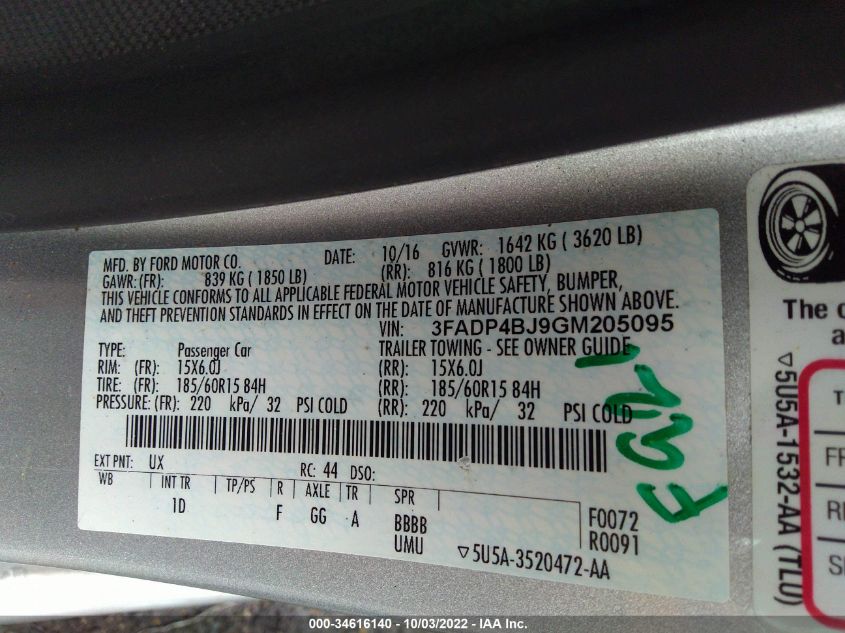 MFD. BY FORD MOTOR CO. DATE: 10/16 GVWR: 1642 KG ( 3620 LB)
GAWR: (FR): 839 KG ( 1850 LB) (RR): 816 KG ( 1800 LB)
THIS VEHICLE CONFORMS TO ALL APPLICABLE FEDERAL MOTOR VEHICLE SAFETY, BUMPER,
AND THEFT PREVENTION STANDARDS IN EFFECT ON THE DATE OF MANUFACTURE SHOWN ABOVE.
VIN: 3FADP4BJ9GM205095
TYPE: Passenger Car TRAILER TOWING - SEE OWNER GUIDE
RIM: (FR): 15X6.0J (RR): 15X6.0J
TIRE: (FR): 185/60R15 84H (RR): 185/60R15 84H
PRESSURE: (FR): 220 kPa/ 32 PSI COLD (RR): 220 kPa/ 32 PSI COLD
EXT PNT: UX RC: 44 DSO:
WB INT TR TP/PS R AXLE TR SPR
1D F GG A BBBB F0072
UMU R0091
▽5U5A-3520472-AA
The
▽5U5A-1532-AA (TLU)
000-34616140 - 10/03/2022 - IAA Inc.